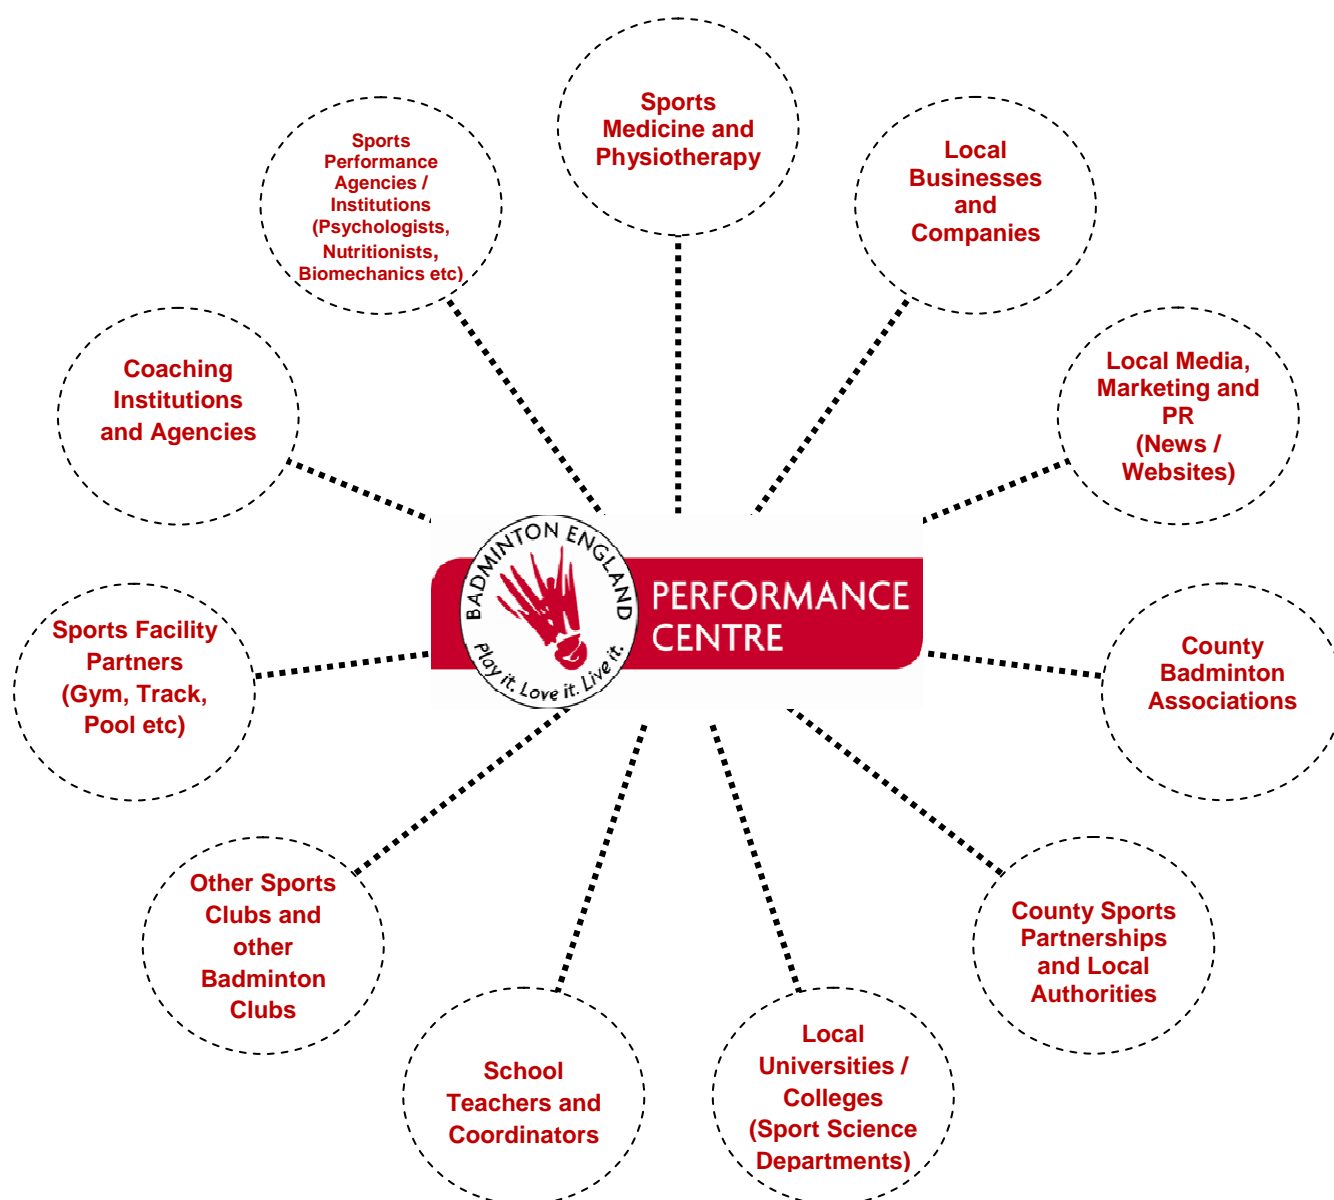 Sports
Medicine and
Physiotherapy
Sports
Performance
Agencies /
Institutions
(Psychologists,
Nutritionists,
Biomechanics etc)
Local
Businesses
and
Companies
Coaching
Institutions
and Agencies
Local Media,
Marketing and
PR
(News /
Websites)
BADMINTON ENGLAND
Play it. Love it. Live it.
PERFORMANCE
CENTRE
Sports Facility
Partners
(Gym, Track,
Pool etc)
County
Badminton
Associations
Other Sports
Clubs and
other
Badminton
Clubs
County Sports
Partnerships
and Local
Authorities
School
Teachers and
Coordinators
Local
Universities /
Colleges
(Sport Science
Departments)